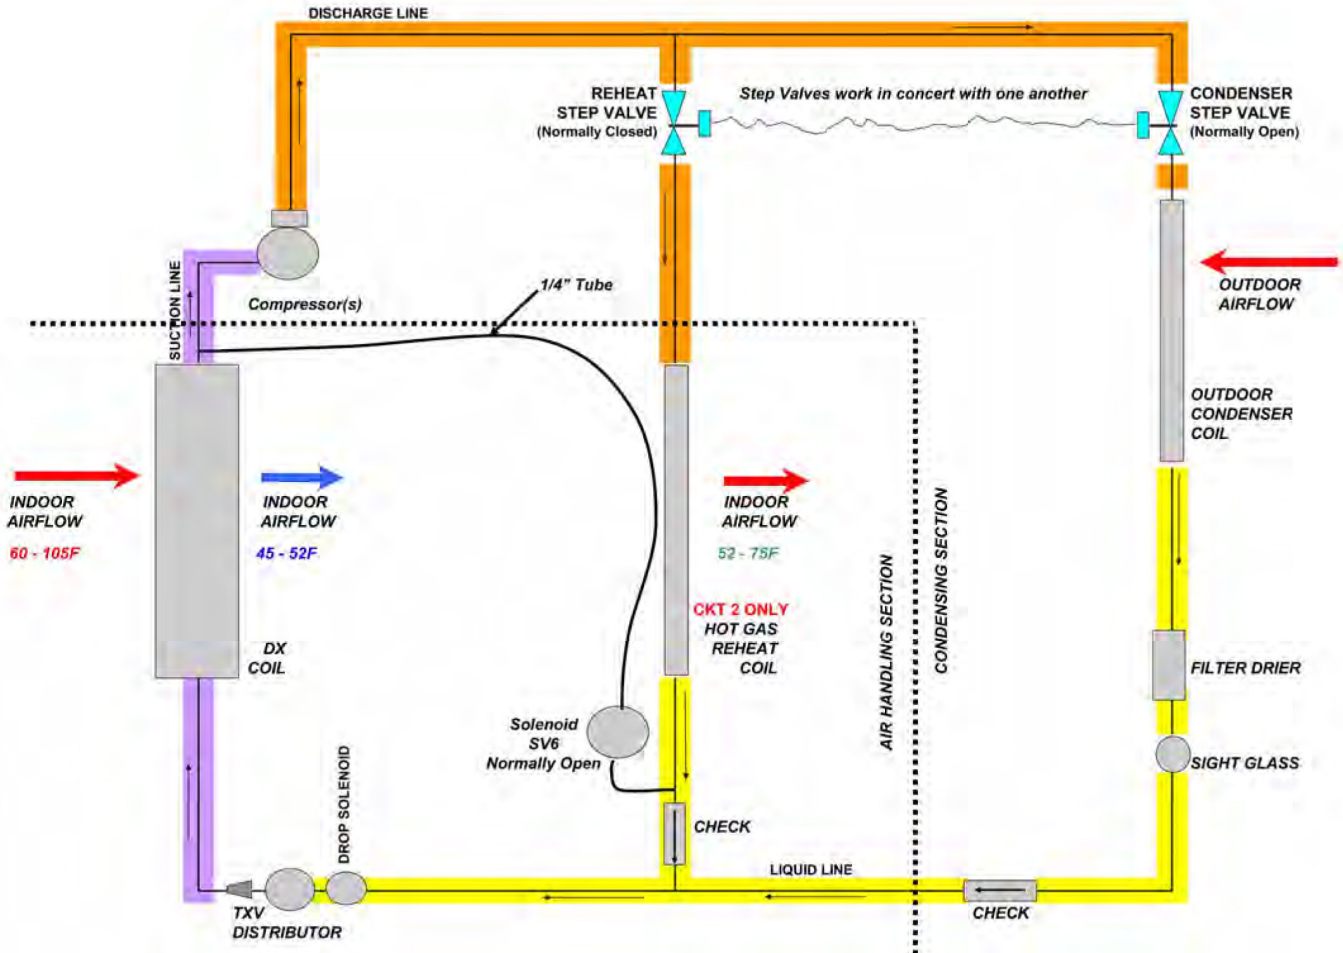 DISCHARGE LINE
REHEAT
STEP VALVE
(Normally Closed)
Step Valves work in concert with one another
CONDENSER
STEP VALVE
(Normally Open)
SUCTION LINE
Compressor(s)
1/4" Tube
OUTDOOR
AIRFLOW
OUTDOOR
CONDENSER
COIL
INDOOR
AIRFLOW
60 - 105F
INDOOR
AIRFLOW
45 - 52F
INDOOR
AIRFLOW
52 - 75F
AIR HANDLING SECTION
CONDENSING SECTION
CKT 2 ONLY
HOT GAS
REHEAT
COIL
DX
COIL
FILTER DRIER
Solenoid
SV6
Normally Open
SIGHT GLASS
DROP SOLENOID
CHECK
LIQUID LINE
TXV
DISTRIBUTOR
CHECK